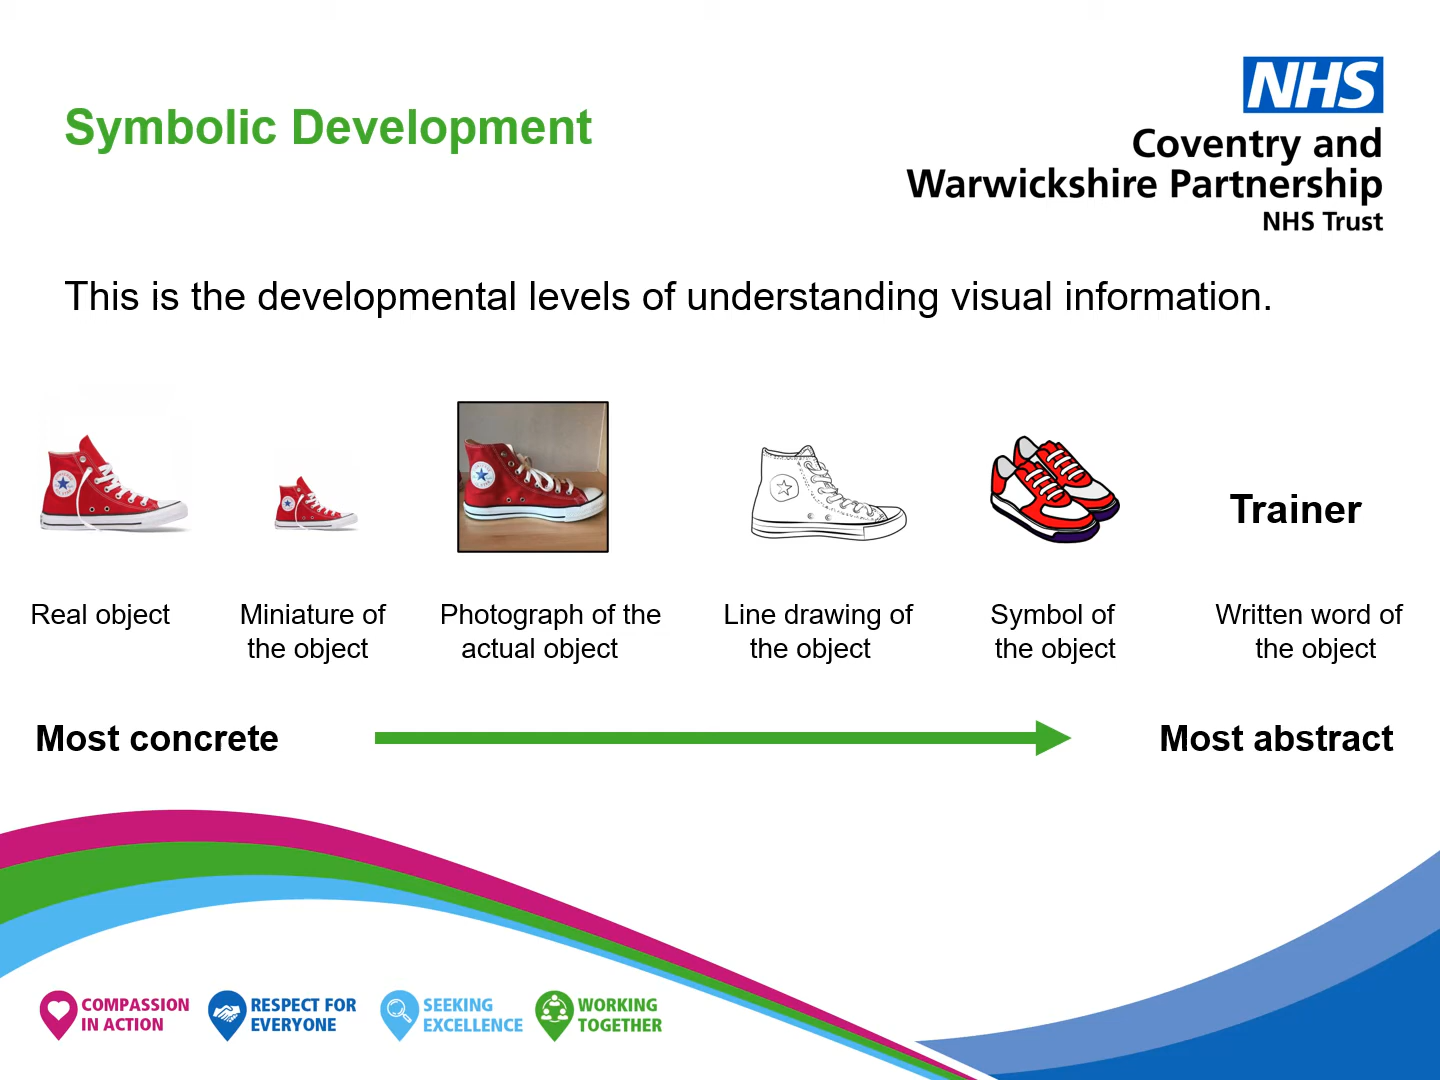 NHS
Symbolic Development
Coventry and
Warwickshire Partnership
NHS Trust
This is the developmental levels of understanding visual information.
Trainer
Real object
Miniature of
the object
Photograph of the
actual object
Line drawing of
the object
Symbol of
the object
Written word of
the object
Most concrete
Most abstract
COMPASSION
IN ACTION
RESPECT FOR
EVERYONE
SEEKING
EXCELLENCE
WORKING
TOGETHER